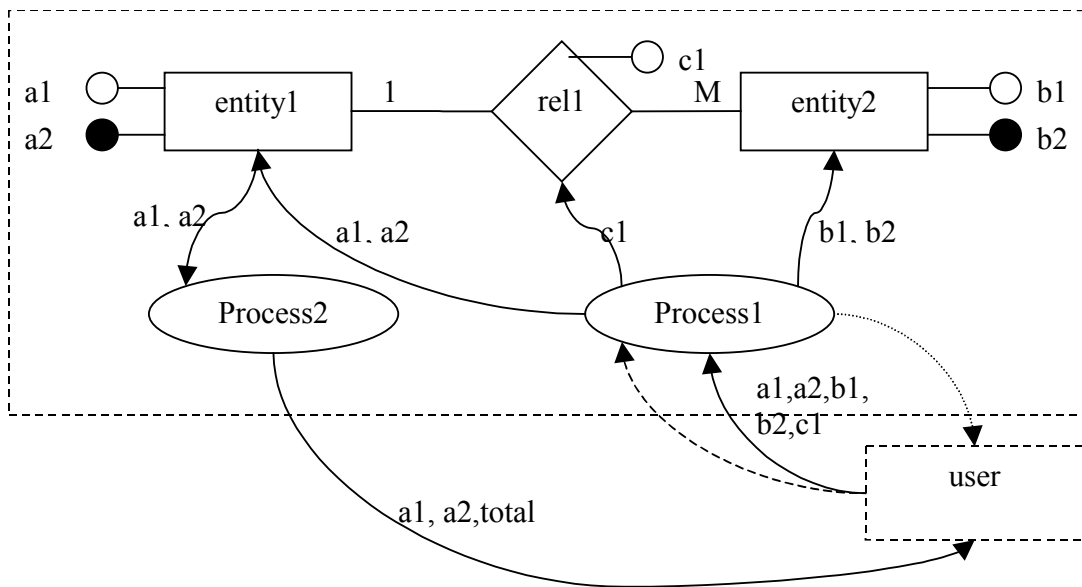 a1
a2
entity1
1
rel1
c1
M
entity2
b1
b2
a1, a2
a1, a2
c1
b1, b2
Process2
Process1
a1,a2,b1,
b2,c1
user
a1, a2,total